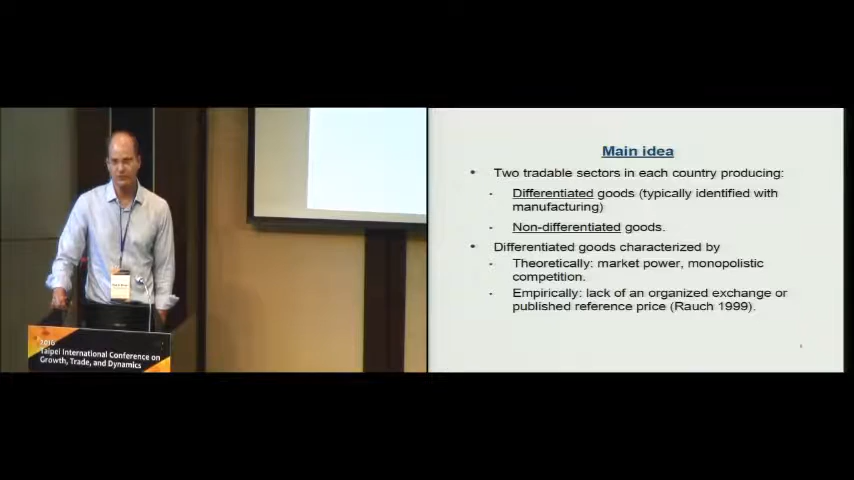 2016
Taipei International Conference on
Growth, Trade, and Dynamics
Main idea
• Two tradable sectors in each country producing:
- Differentiated goods (typically identified with
manufacturing)
- Non-differentiated goods.
• Differentiated goods characterized by
- Theoretically: market power, monopolistic
competition.
- Empirically: lack of an organized exchange or
published reference price (Rauch 1999).